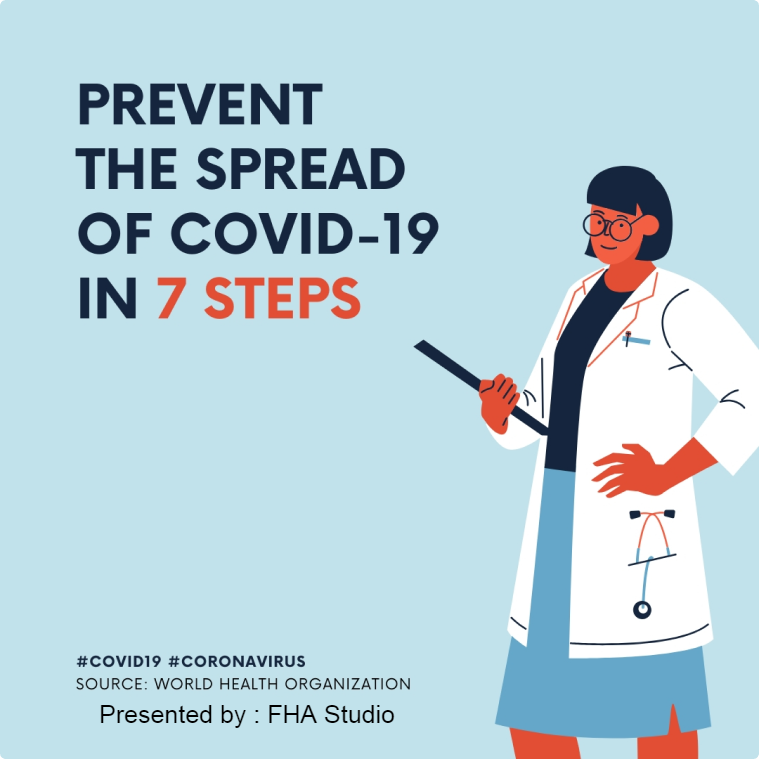 PREVENT
THE SPREAD
OF COVID-19
IN 7 STEPS
#COVID19 #CORONAVIRUS
SOURCE: WORLD HEALTH ORGANIZATION
Presented by : FHA Studio